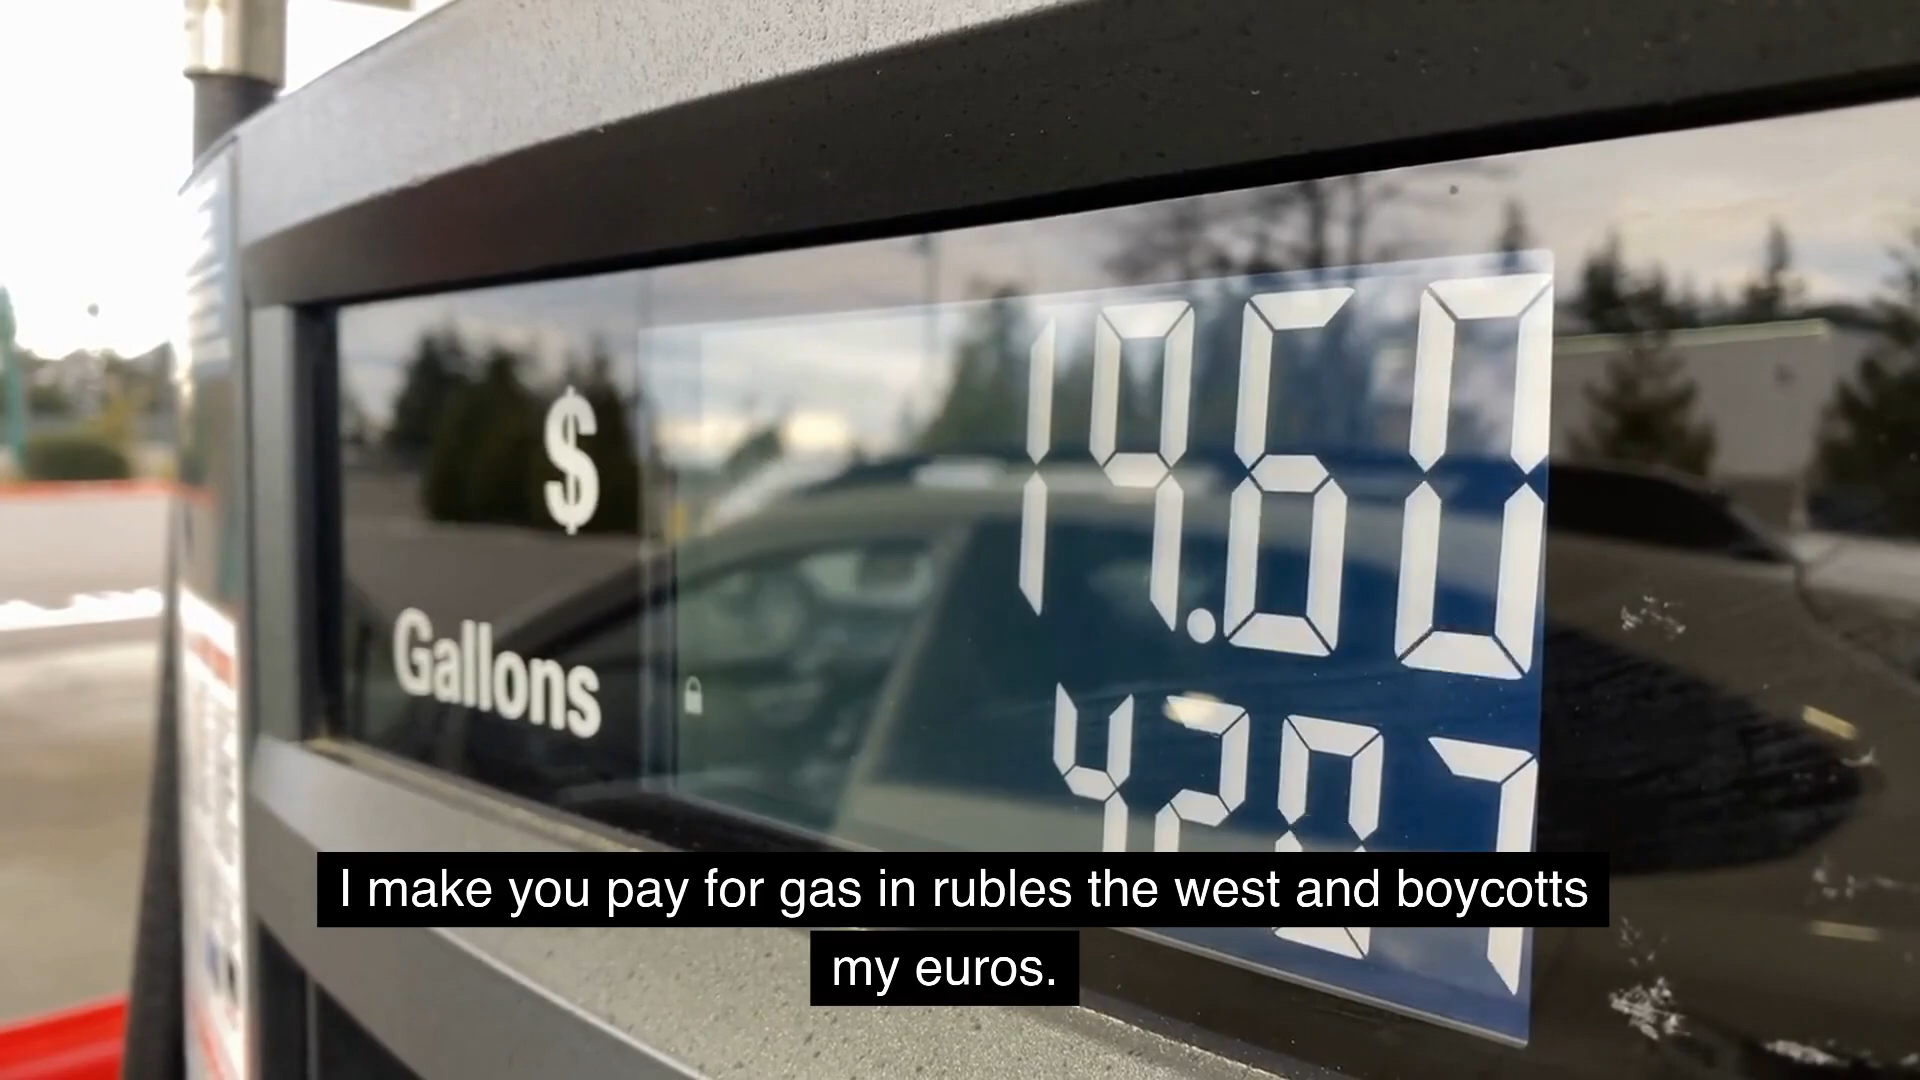 $ 19.60
Gallons
I make you pay for gas in rubles the west and boycotts
my euros.